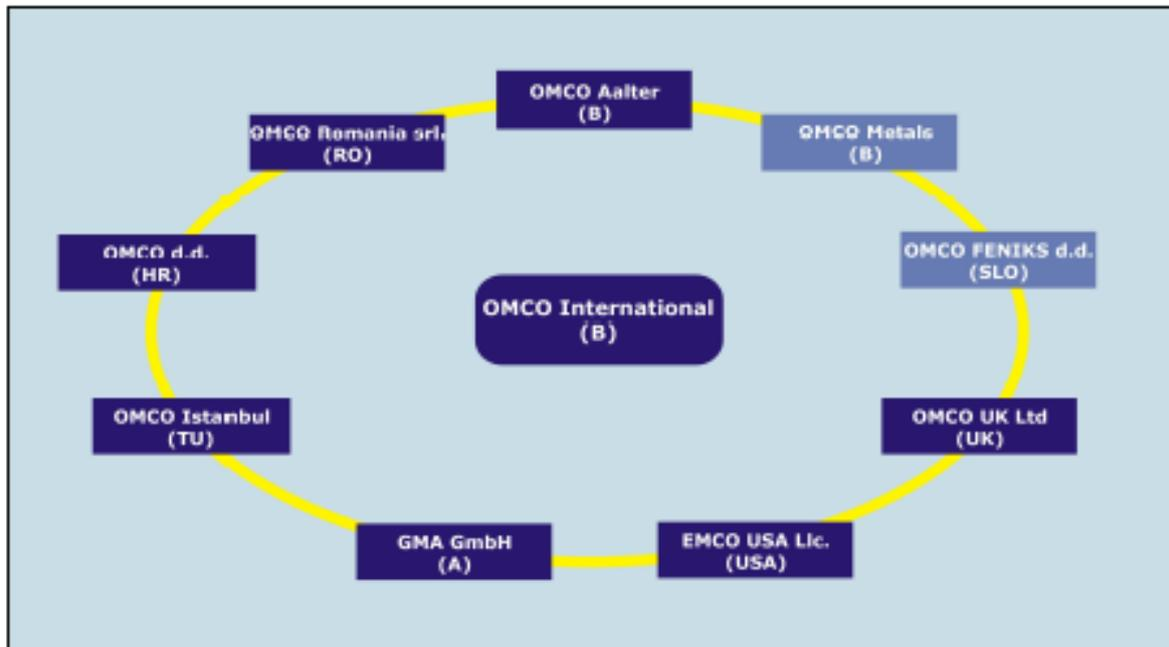 OMCO Aalter
(B)
OMCO Romania srl.
(RO)
OMCO Metals
(B)
OMCO d.d.
(HR)
OMCO FENIKS d.d.
(SLO)
OMCO International
(B)
OMCO Istambul
(TU)
OMCO UK Ltd
(UK)
GMA GmbH
(A)
EMCO USA Llc.
(USA)